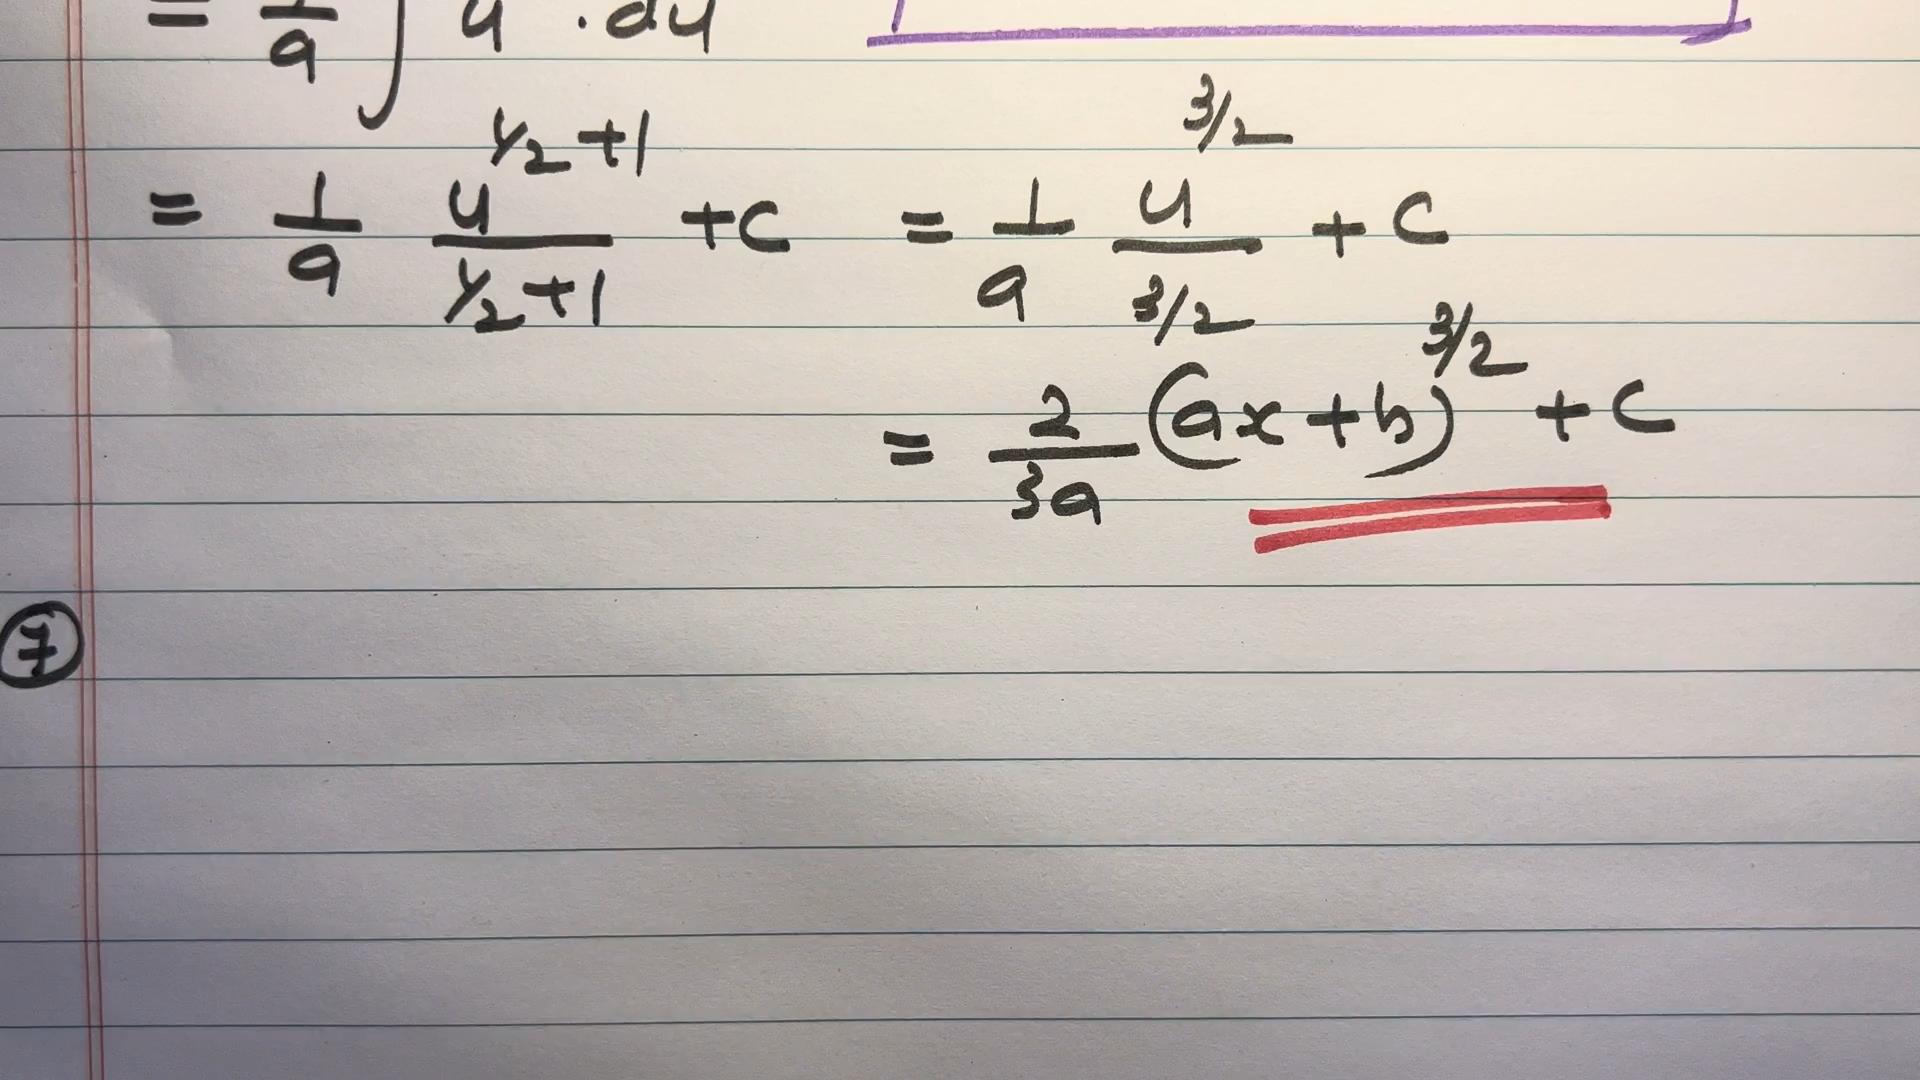 = 1/a ∫ u · du
= 1/a u^(1/2+1)/(1/2+1) + C = 1/a u^(3/2)/(3/2) + C
= 2/3a (ax+b)^(3/2) + C
7